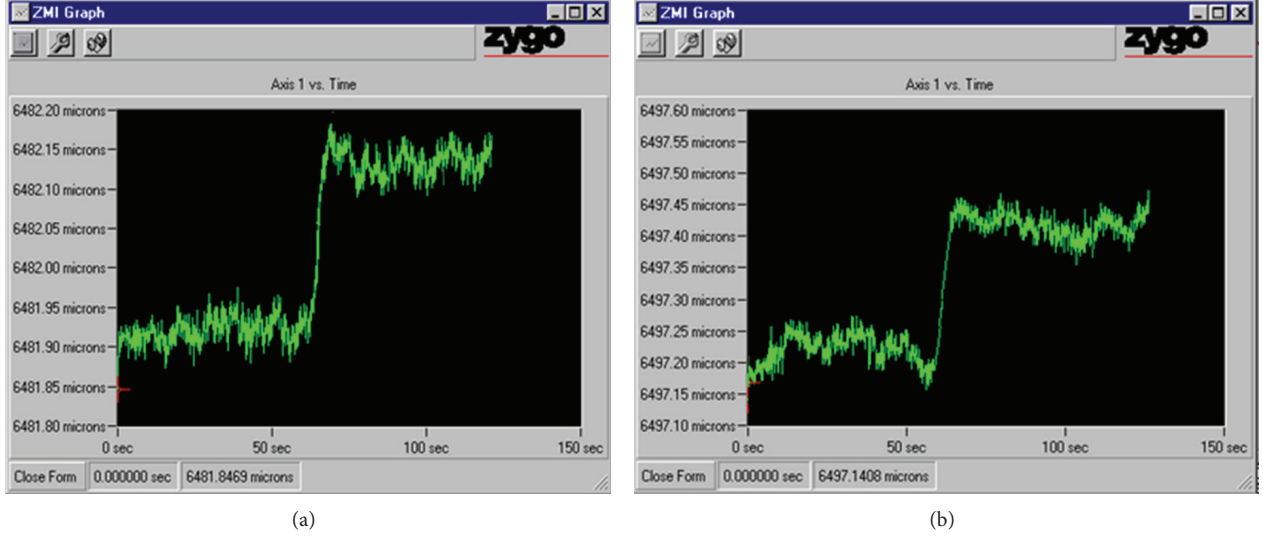 ZMI Graph
zygo
Axis 1 vs. Time
6482.20 microns
6482.15 microns
6482.10 microns
6482.05 microns
6482.00 microns
6481.95 microns
6481.90 microns
6481.85 microns
6481.80 microns
0 sec 50 sec 100 sec 150 sec
Close Form 0.000000 sec 6481.8469 microns
(a)
ZMI Graph
zygo
Axis 1 vs. Time
6497.60 microns
6497.55 microns
6497.50 microns
6497.45 microns
6497.40 microns
6497.35 microns
6497.30 microns
6497.25 microns
6497.20 microns
6497.15 microns
6497.10 microns
0 sec 50 sec 100 sec 150 sec
Close Form 0.000000 sec 6497.1408 microns
(b)